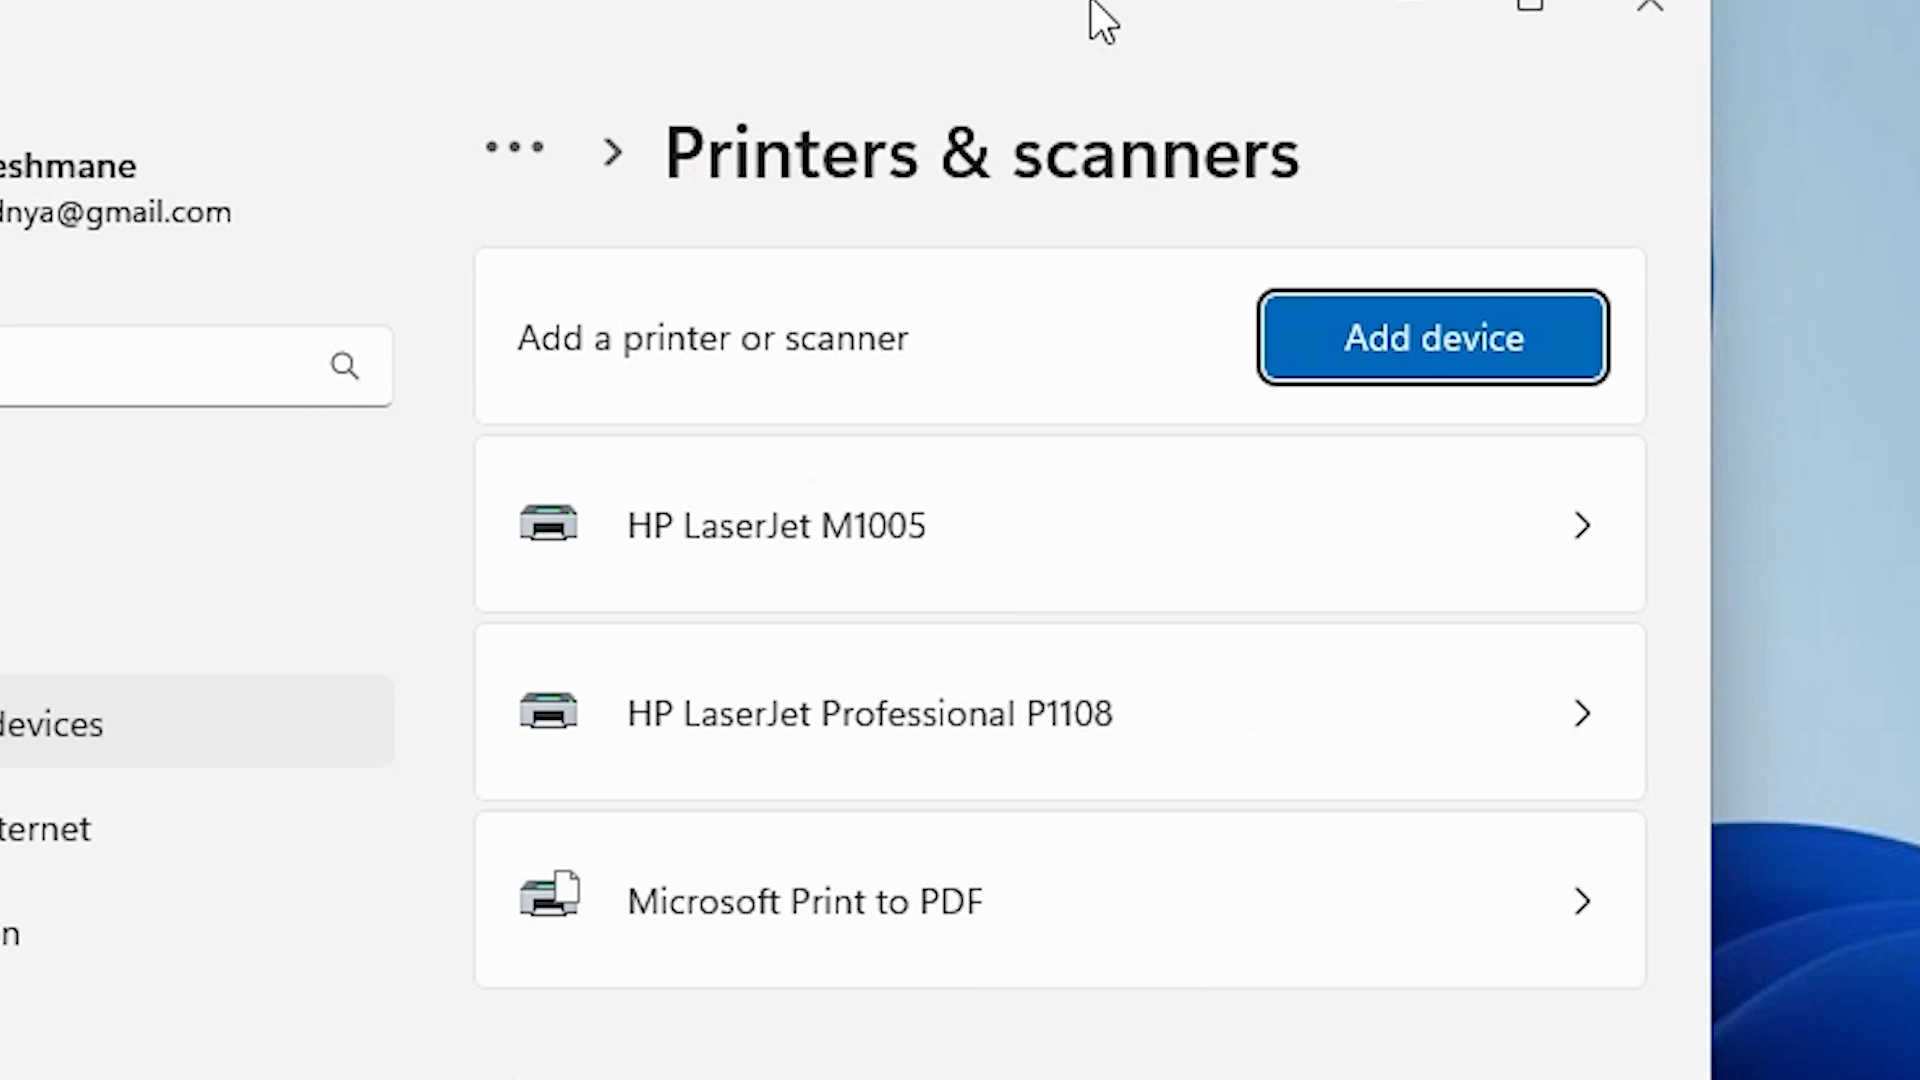 Printers & scanners
eshmane
dnya@gmail.com
Add a printer or scanner
Add device
HP LaserJet M1005
HP LaserJet Professional P1108
devices
ternet
Microsoft Print to PDF
n